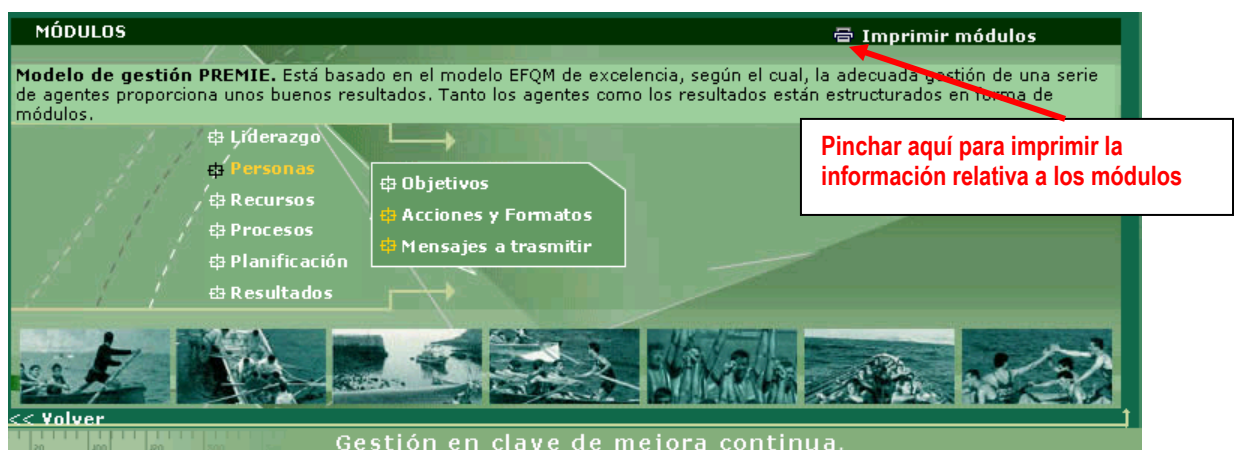 MÓDULOS
Imprimir módulos
Modelo de gestión PREMIE. Está basado en el modelo EFQM de excelencia, según el cual, la adecuada gestión de una serie
de agentes proporciona unos buenos resultados. Tanto los agentes como los resultados están estructurados en forma de
módulos.
Pinchar aquí para imprimir la
información relativa a los módulos
Liderazgo
Personas
Recursos
Procesos
Planificación
Resultados
Objetivos
Acciones y Formatos
Mensajes a trasmitir
<< Volver
Gestión en clave de mejora continua.